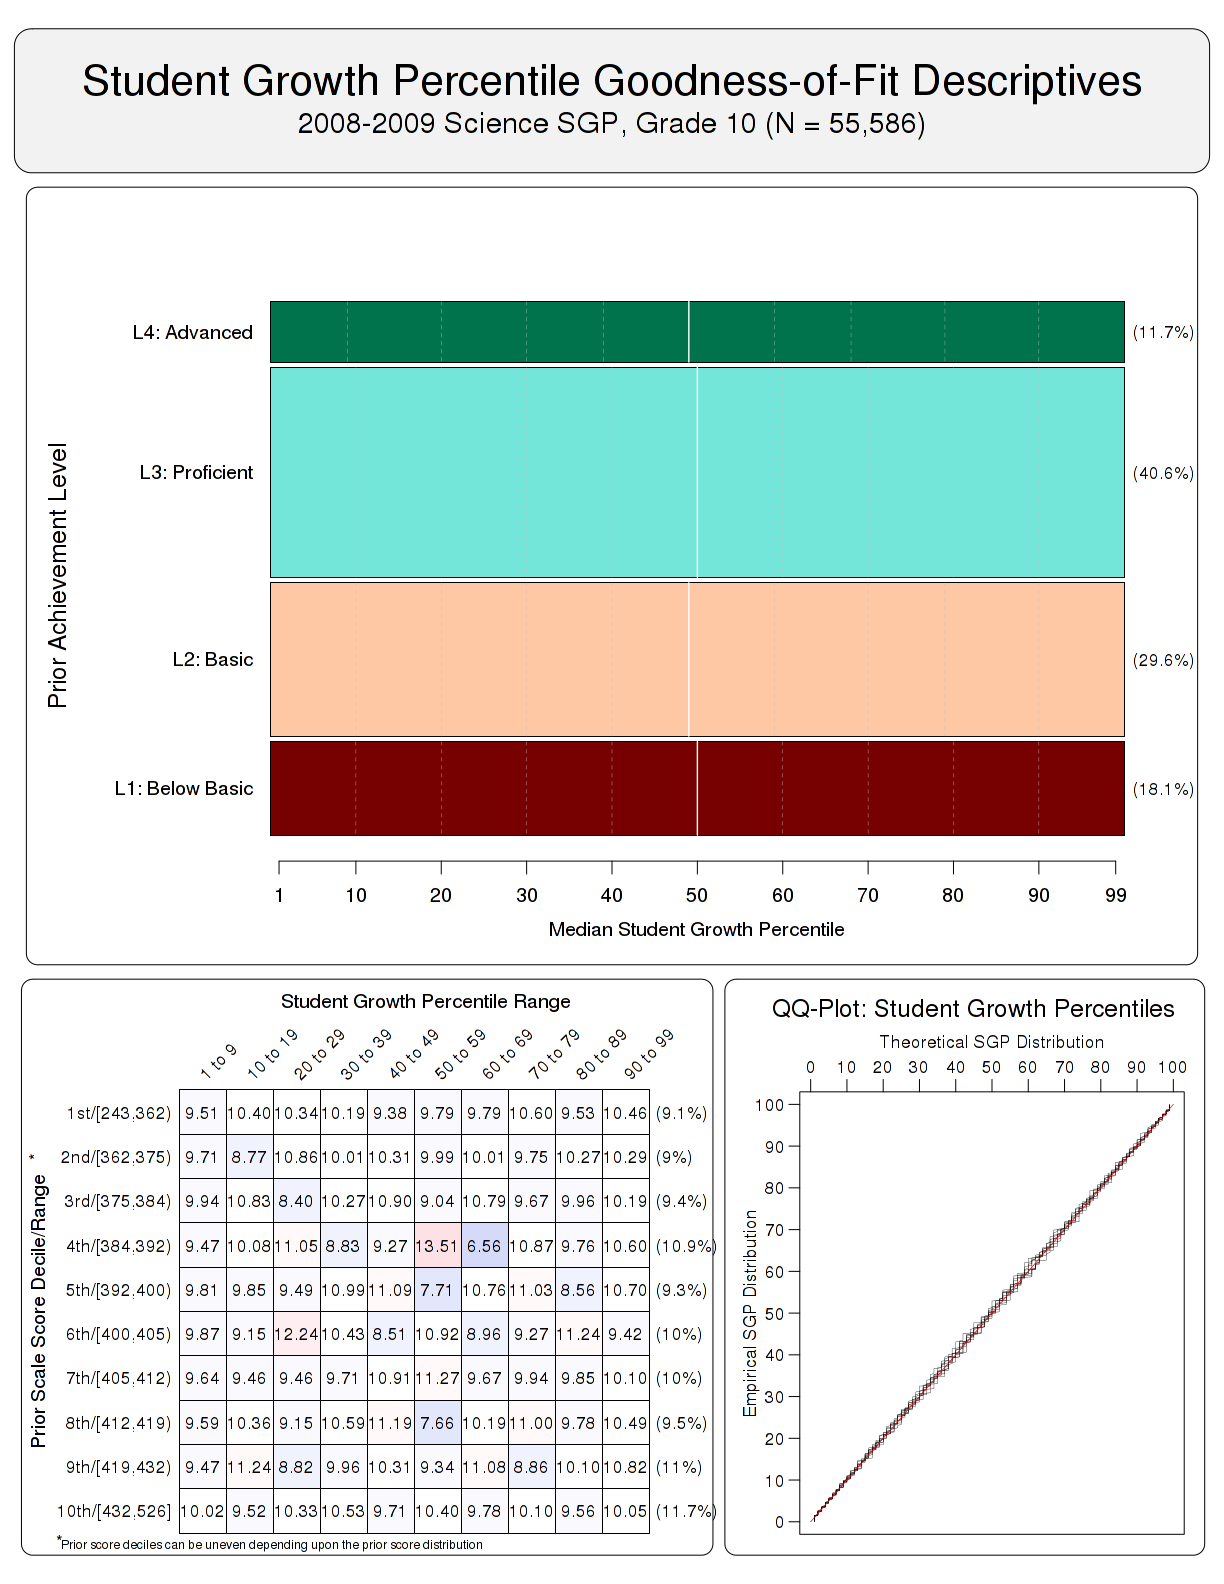 Student Growth Percentile Goodness-of-Fit Descriptives
2008-2009 Science SGP, Grade 10 (N = 55,586)
Prior Achievement Level
L4: Advanced (11.7%)
L3: Proficient (40.6%)
L2: Basic (29.6%)
L1: Below Basic (18.1%)
1 10 20 30 40 50 60 70 80 90 99
Median Student Growth Percentile
Student Growth Percentile Range
1 to 9 10 to 19 20 to 29 30 to 39 40 to 49 50 to 59 60 to 69 70 to 79 80 to 89 90 to 99
Prior Scale Score Decile/Range *
1st/[243,362) 9.51 10.40 10.34 10.19 9.38 9.79 9.79 10.60 9.53 10.46 (9.1%)
2nd/[362,375) 9.71 8.77 10.86 10.01 10.31 9.99 10.01 9.75 10.27 10.29 (9%)
3rd/[375,384) 9.94 10.83 8.40 10.27 10.90 9.04 10.79 9.67 9.96 10.19 (9.4%)
4th/[384,392) 9.47 10.08 11.05 8.83 9.27 13.51 6.56 10.87 9.76 10.60 (10.9%)
5th/[392,400) 9.81 9.85 9.49 10.99 11.09 7.71 10.76 11.03 8.56 10.70 (9.3%)
6th/[400,405) 9.87 9.15 12.24 10.43 8.51 10.92 8.96 9.27 11.24 9.42 (10%)
7th/[405,412) 9.64 9.46 9.46 9.71 10.91 11.27 9.67 9.94 9.85 10.10 (10%)
8th/[412,419) 9.59 10.36 9.15 10.59 11.19 7.66 10.19 11.00 9.78 10.49 (9.5%)
9th/[419,432) 9.47 11.24 8.82 9.96 10.31 9.34 11.08 8.86 10.10 10.82 (11%)
10th/[432,526] 10.02 9.52 10.33 10.53 9.71 10.40 9.78 10.10 9.56 10.05 (11.7%)
*Prior score deciles can be uneven depending upon the prior score distribution
QQ-Plot: Student Growth Percentiles
Theoretical SGP Distribution
0 10 20 30 40 50 60 70 80 90 100
Empirical SGP Distribution
100
90
80
70
60
50
40
30
20
10
0